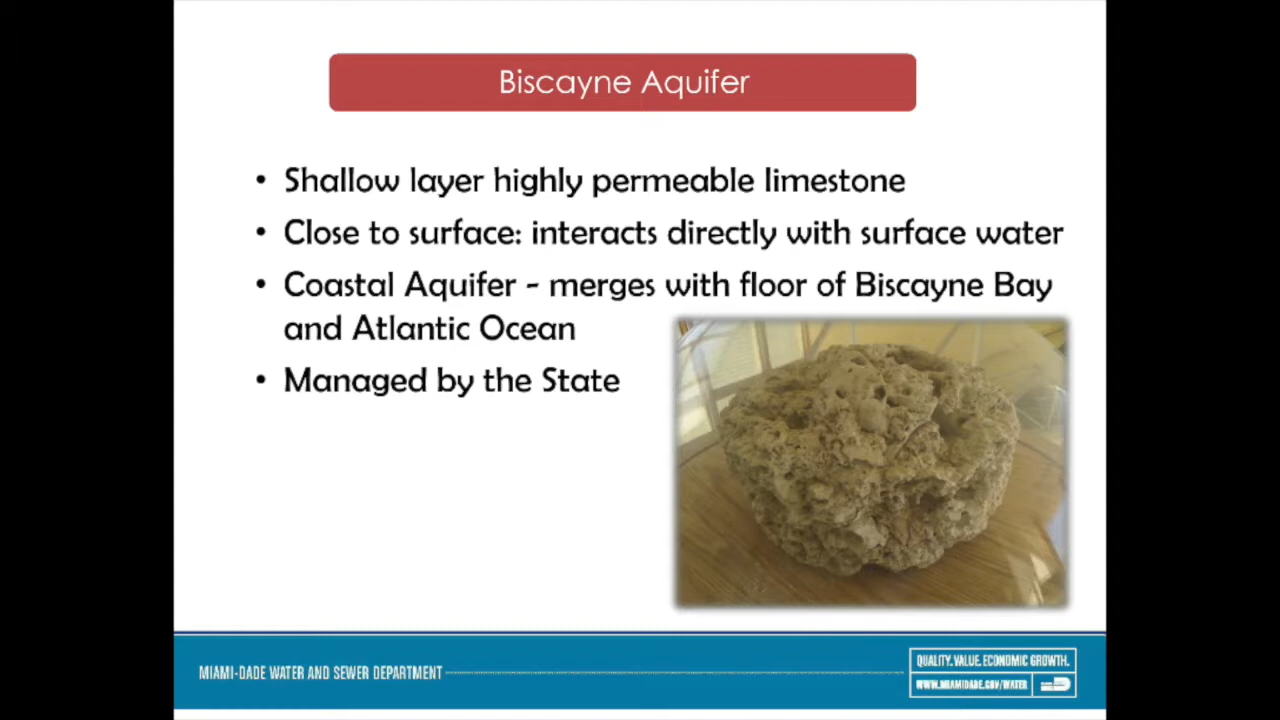 Biscayne Aquifer
• Shallow layer highly permeable limestone
• Close to surface: interacts directly with surface water
• Coastal Aquifer - merges with floor of Biscayne Bay
and Atlantic Ocean
• Managed by the State
MIAMI-DADE WATER AND SEWER DEPARTMENT
QUALITY. VALUE. ECONOMIC GROWTH.
WWW.MIAMIDADE.GOV/WATER